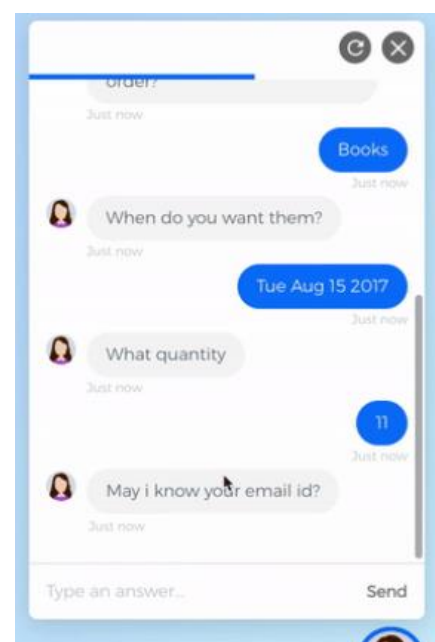 order?
Just now
Books
Just now
When do you want them?
Just now
Tue Aug 15 2017
Just now
What quantity
Just now
11
Just now
May i know your email id?
Just now
Type an answer...
Send